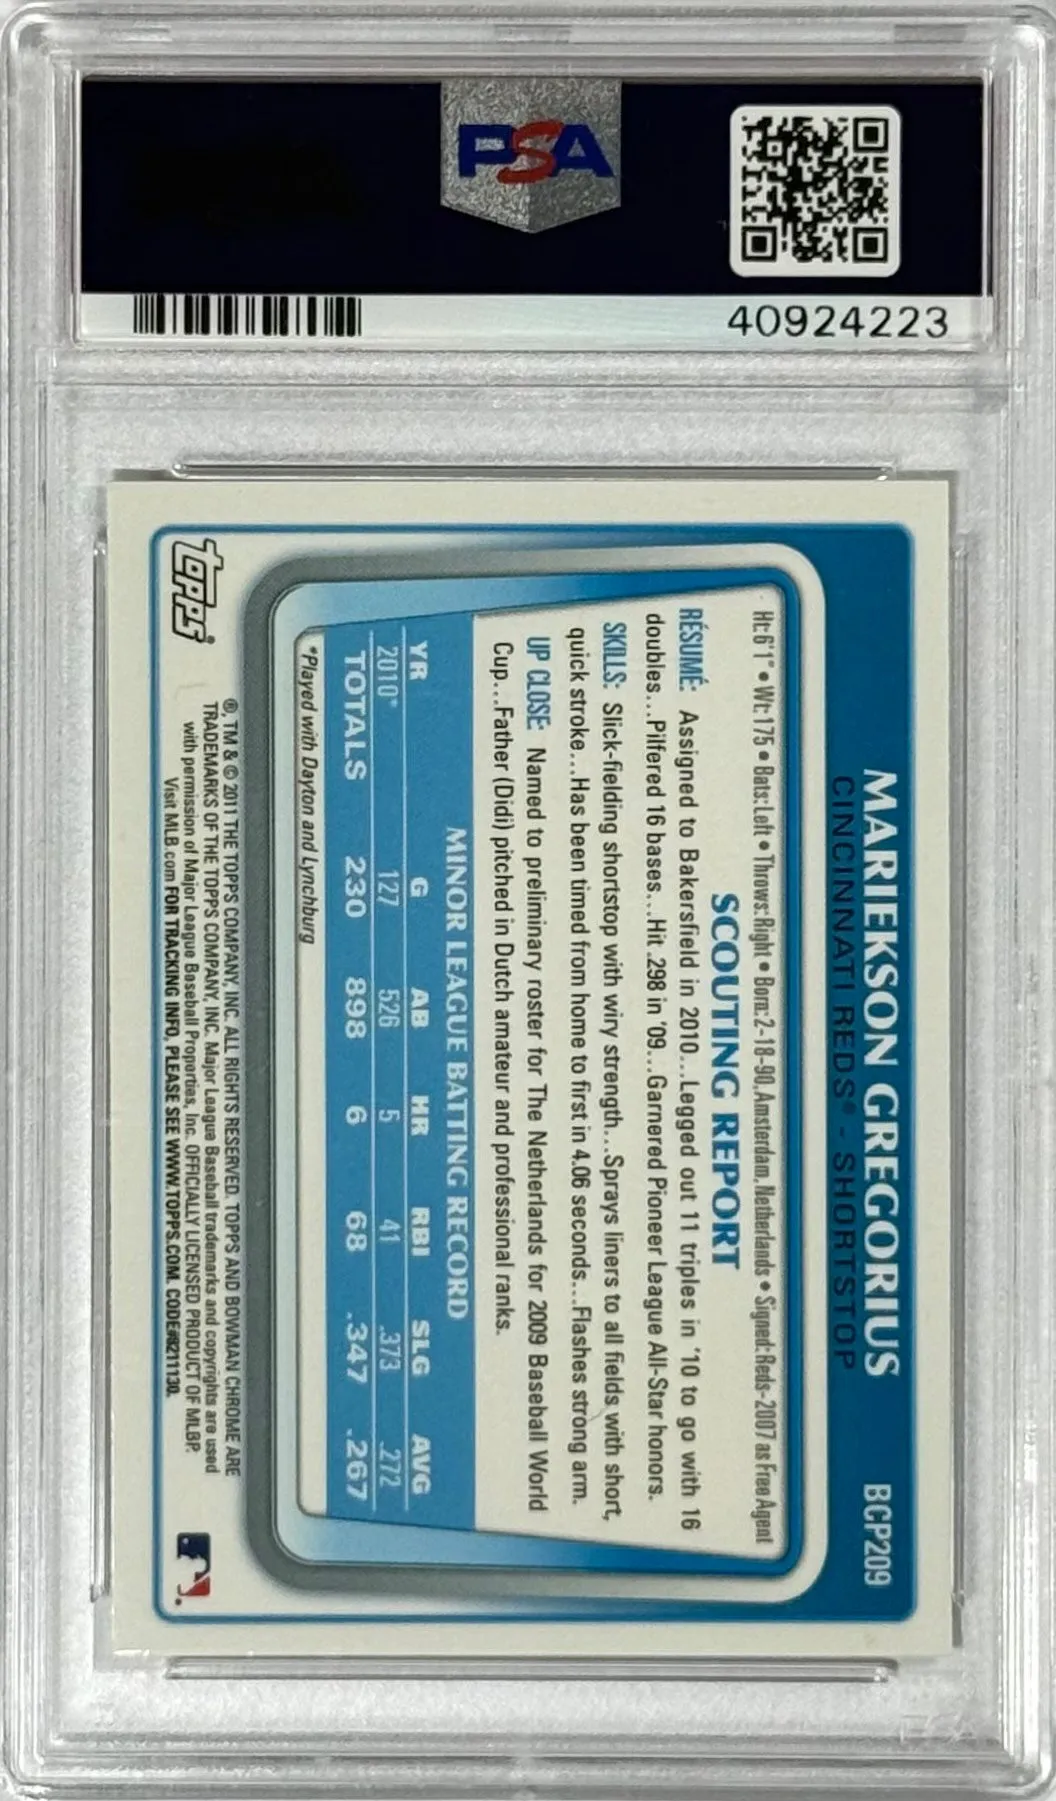 PSA
40924223
MARIEKSON GREGORIUS
BCP209
CINCINNATI REDS® - SHORTSTOP
Ht: 6'1" • Wt: 175 • Bats: Left • Throws: Right • Born: 2-18-90, Amsterdam, Netherlands • Signed: Reds-2007 as Free Agent
SCOUTING REPORT
RÉSUMÉ: Assigned to Bakersfield in 2010...Legged out 11 triples in '10 to go with 16
doubles...Pilfered 16 bases...Hit .298 in '09...Garnered Pioneer League All-Star honors.
SKILLS: Slick-fielding shortstop with wiry strength...Sprays liners to all fields with short,
quick stroke...Has been timed from home to first in 4.06 seconds...Flashes strong arm.
UP CLOSE: Named to preliminary roster for The Netherlands for 2009 Baseball World
Cup...Father (Didi) pitched in Dutch amateur and professional ranks.
MINOR LEAGUE BATTING RECORD
YR G AB HR RBI SLG AVG
2010* 127 526 5 41 .373 .272
TOTALS 230 898 6 68 .347 .267
*Played with Dayton and Lynchburg
topps®
®, TM & © 2011 THE TOPPS COMPANY, INC. ALL RIGHTS RESERVED. TOPPS AND BOWMAN CHROME ARE
TRADEMARKS OF THE TOPPS COMPANY, INC. Major League Baseball trademarks and copyrights are used
with permission of Major League Baseball Properties, Inc. OFFICIALLY LICENSED PRODUCT OF MLBP.
Visit MLB.com FOR TRACKING INFO, PLEASE SEE WWW.TOPPS.COM. CODE#8211130.